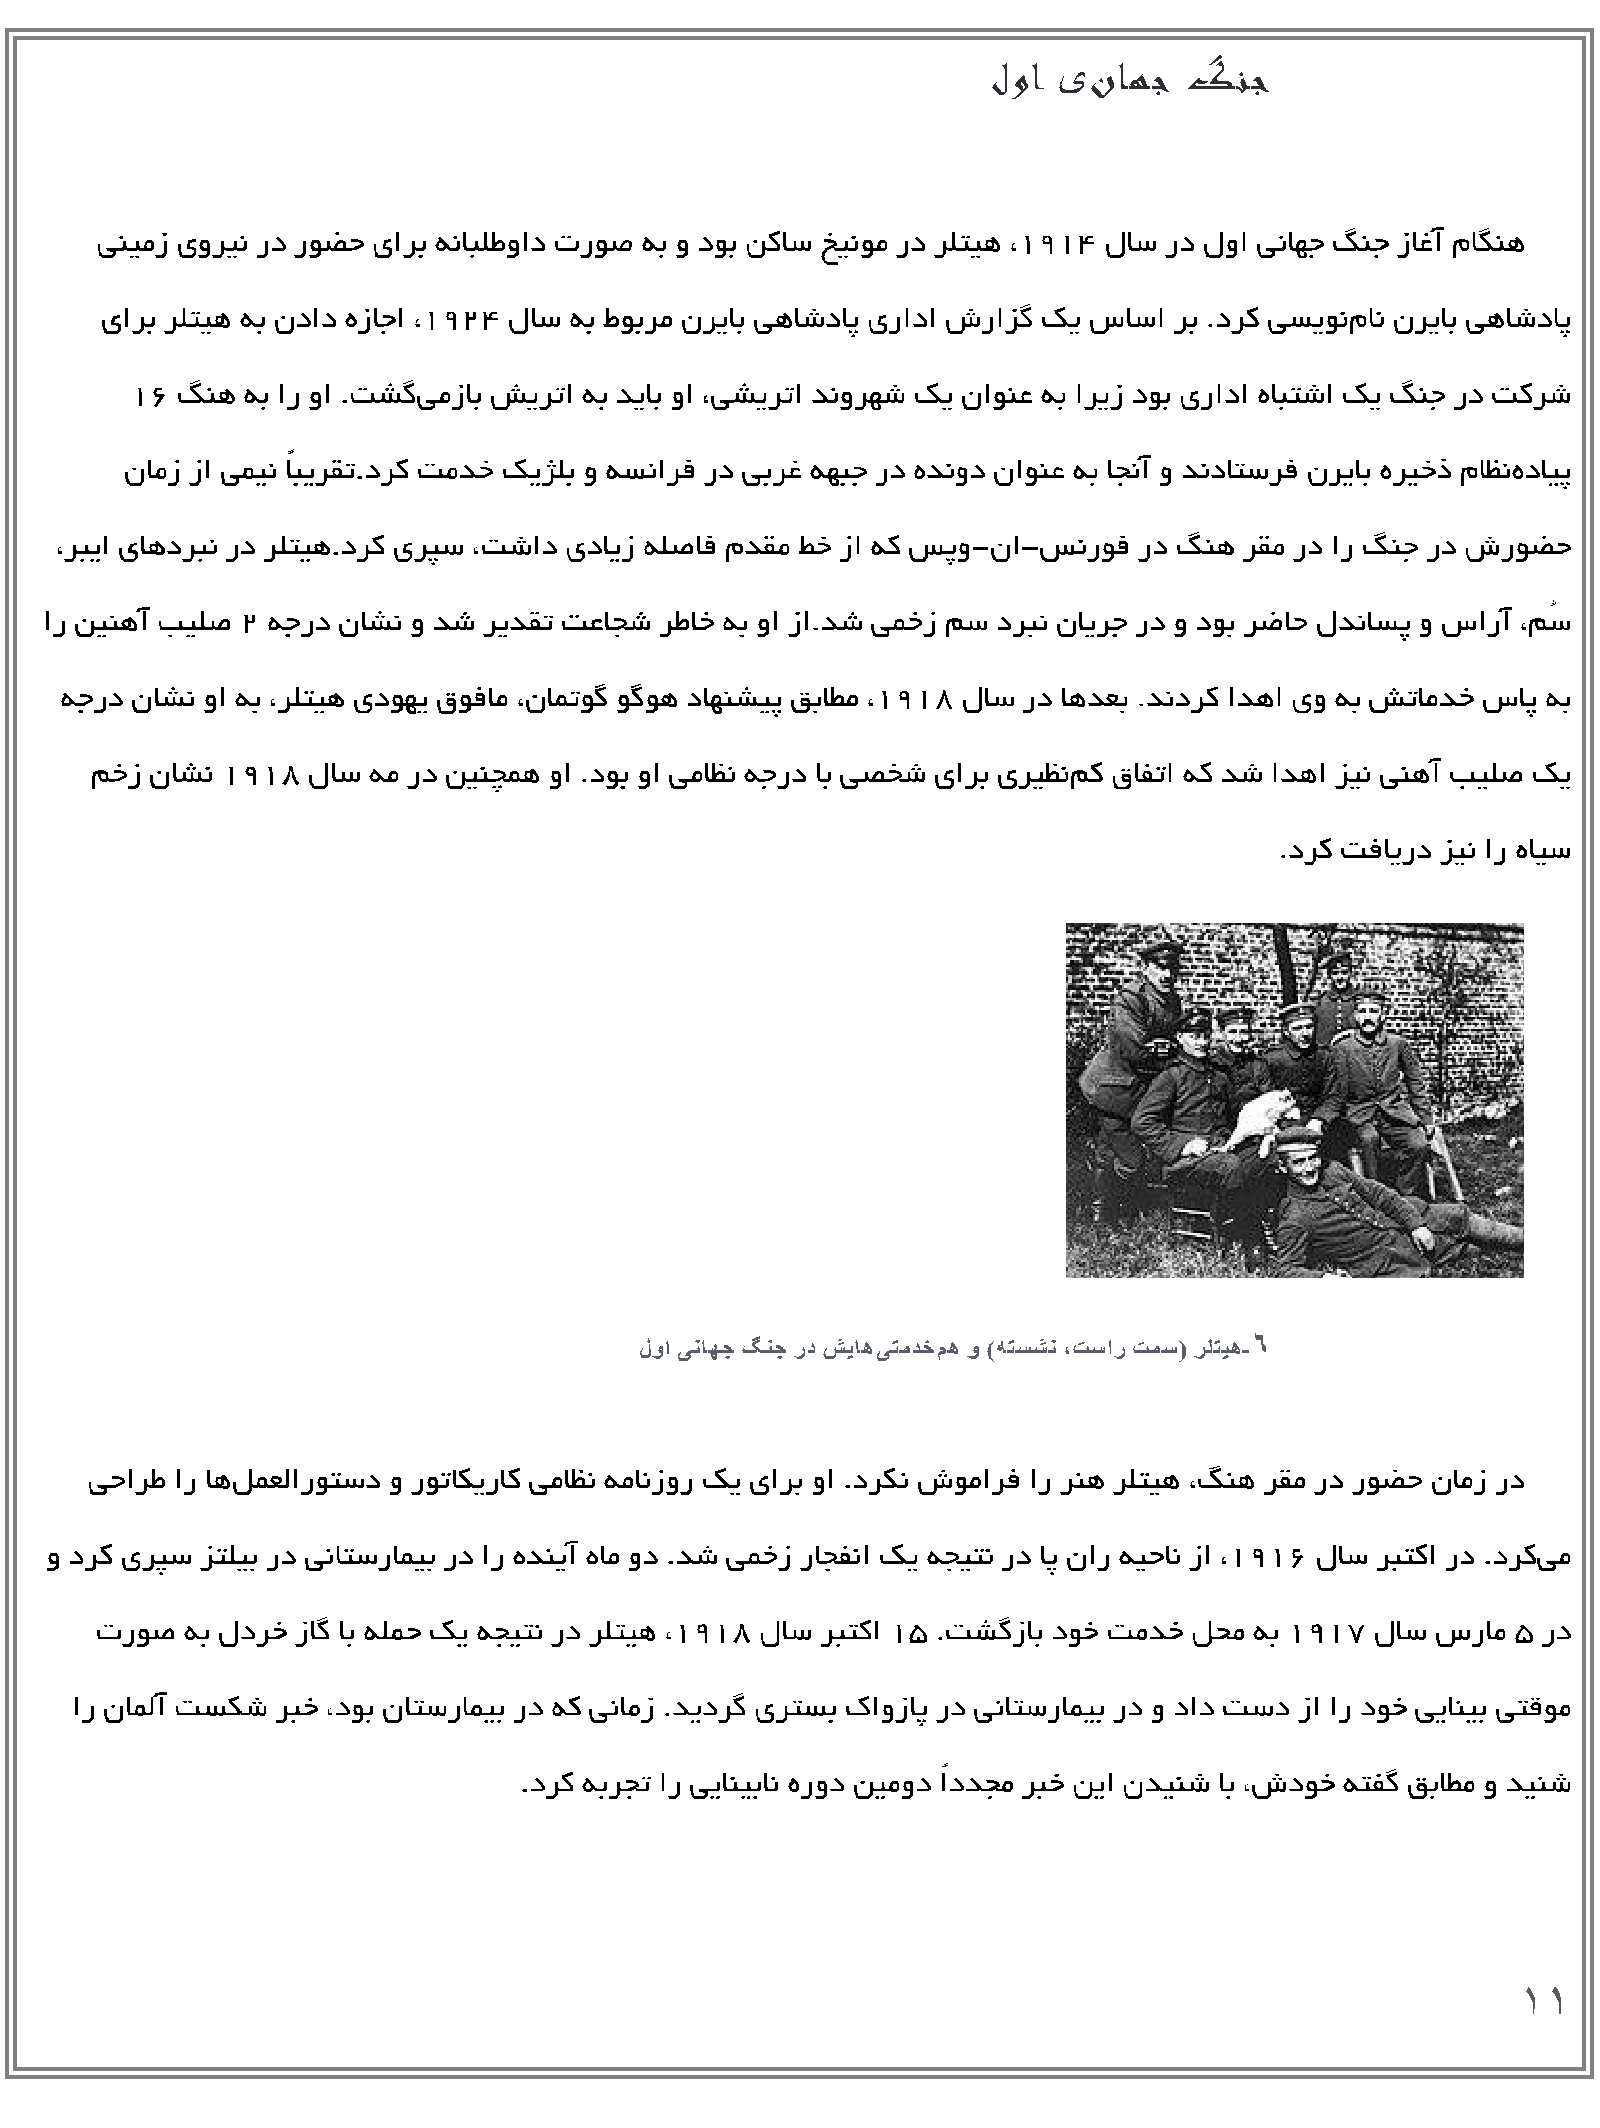 جنگ جهانی اول
هنگام آغاز جنگ جهانی اول در سال ۱۹۱۴، هیتلر در مونیخ ساکن بود و به صورت داوطلبانه برای حضور در نیروی زمینی
پادشاهی بایرن نام‌نویسی کرد. بر اساس یک گزارش اداری پادشاهی بایرن مربوط به سال ۱۹۲۴، اجازه دادن به هیتلر برای
شرکت در جنگ یک اشتباه اداری بود زیرا به عنوان یک شهروند اتریشی، او باید به اتریش بازمی‌گشت. او را به هنگ ۱۶
پیاده‌نظام ذخیره بایرن فرستادند و آنجا به عنوان دونده در جبهه غربی در فرانسه و بلژیک خدمت کرد.تقریباً نیمی از زمان
حضورش در جنگ را در مقر هنگ در فورنس-ان-وپس که از خط مقدم فاصله زیادی داشت، سپری کرد.هیتلر در نبردهای ایبر،
سُم، آراس و پساندل حاضر بود و در جریان نبرد سم زخمی شد.از او به خاطر شجاعت تقدیر شد و نشان درجه ۲ صلیب آهنین را
به پاس خدماتش به وی اهدا کردند. بعدها در سال ۱۹۱۸، مطابق پیشنهاد هوگو گوتمان، مافوق یهودی هیتلر، به او نشان درجه
یک صلیب آهنی نیز اهدا شد که اتفاق کم‌نظیری برای شخصی با درجه نظامی او بود. او همچنین در مه سال ۱۹۱۸ نشان زخم
سیاه را نیز دریافت کرد.
٦-هیتلر (سمت راست، نشسته) و هم‌خدمتی‌هایش در جنگ جهانی اول
در زمان حضور در مقر هنگ، هیتلر هنر را فراموش نکرد. او برای یک روزنامه نظامی کاریکاتور و دستورالعمل‌ها را طراحی
می‌کرد. در اکتبر سال ۱۹۱۶، از ناحیه ران پا در نتیجه یک انفجار زخمی شد. دو ماه آینده را در بیمارستانی در بیلتز سپری کرد و
در ۵ مارس سال ۱۹۱۷ به محل خدمت خود بازگشت. ۱۵ اکتبر سال ۱۹۱۸، هیتلر در نتیجه یک حمله با گاز خردل به صورت
موقتی بینایی خود را از دست داد و در بیمارستانی در پازواک بستری گردید. زمانی که در بیمارستان بود، خبر شکست آلمان را
شنید و مطابق گفته خودش، با شنیدن این خبر مجدداً دومین دوره نابینایی را تجربه کرد.
۱۱